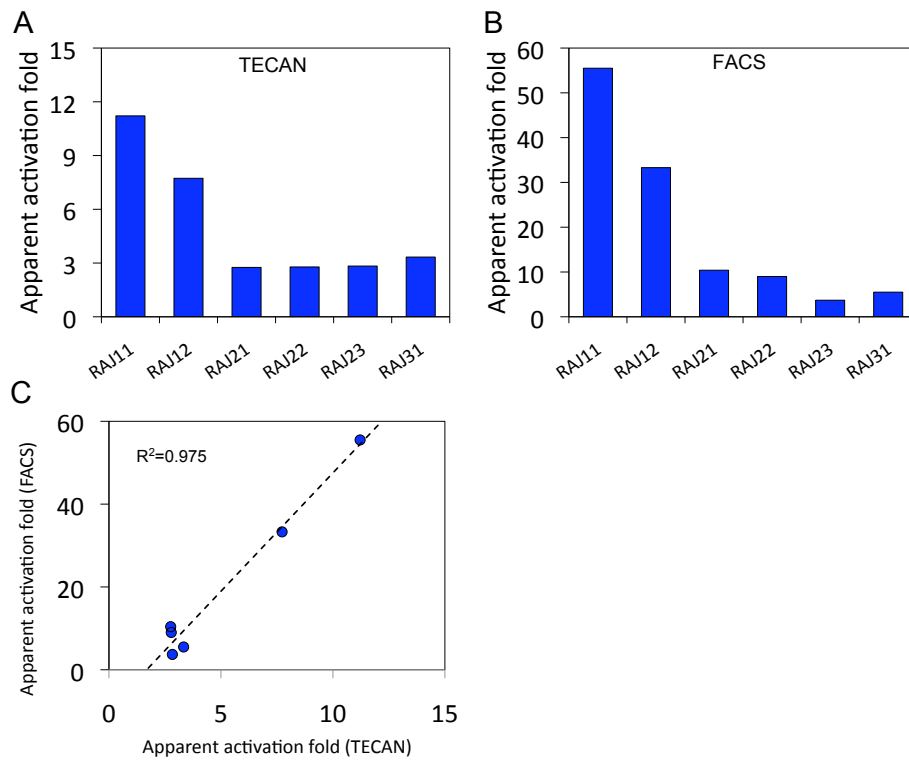 A
Apparent activation fold
15
12
9
6
3
0
TECAN
RAJ11 RAJ12 RAJ21 RAJ22 RAJ23 RAJ31
B
Apparent activation fold
60
50
40
30
20
10
0
FACS
RAJ11 RAJ12 RAJ21 RAJ22 RAJ23 RAJ31
C
Apparent activation fold (FACS)
60
40
20
0
R²=0.975
0 5 10 15
Apparent activation fold (TECAN)